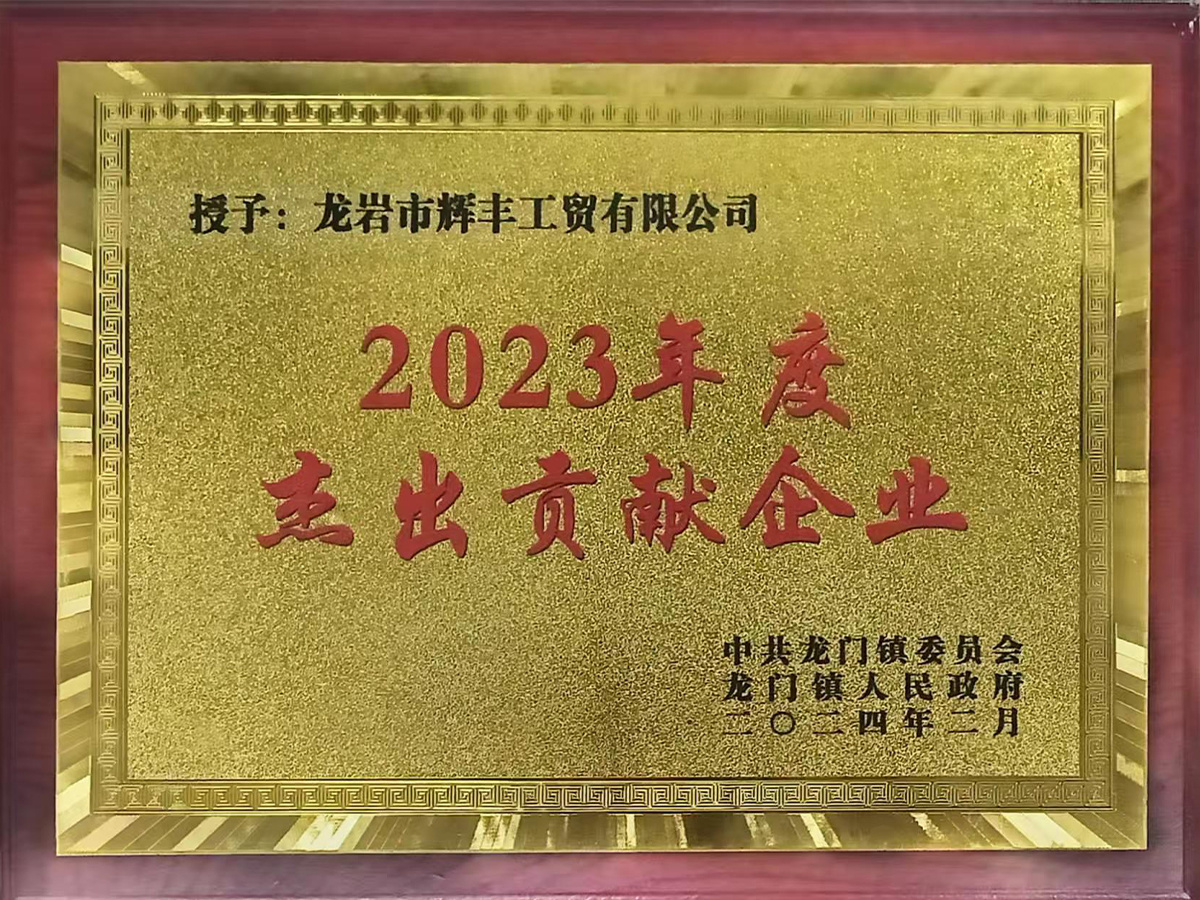 授予：龙岩市辉丰工贸有限公司
2023年度
杰出贡献企业
中共龙门镇委员会
龙门镇人民政府
二〇二四年二月